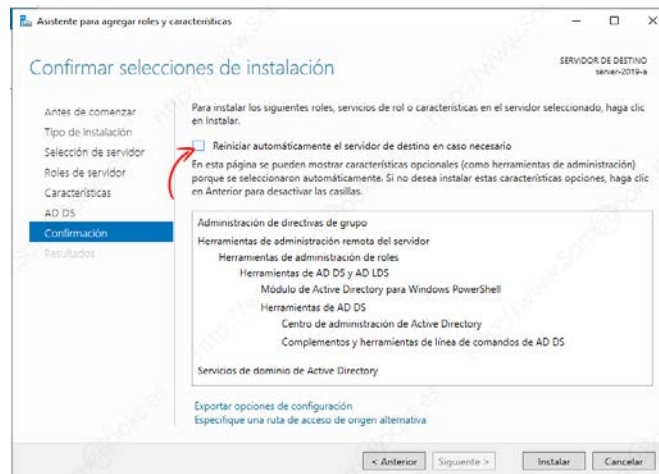 Asistente para agregar roles y características
Confirmar selecciones de instalación
SERVIDOR DE DESTINO
server-2019-a
Antes de comenzar
Tipo de instalación
Selección de servidor
Roles de servidor
Características
AD DS
Confirmación
Resultados
Para instalar los siguientes roles, servicios de rol o características en el servidor seleccionado, haga clic
en Instalar.
Reiniciar automáticamente el servidor de destino en caso necesario
En esta página se pueden mostrar características opcionales (como herramientas de administración)
porque se seleccionaron automáticamente. Si no desea instalar estas características opciones, haga clic
en Anterior para desactivar las casillas.
Administración de directivas de grupo
Herramientas de administración remota del servidor
Herramientas de administración de roles
Herramientas de AD DS y AD LDS
Módulo de Active Directory para Windows PowerShell
Herramientas de AD DS
Centro de administración de Active Directory
Complementos y herramientas de línea de comandos de AD DS
Servicios de dominio de Active Directory
Exportar opciones de configuración
Especifique una ruta de acceso de origen alternativa
< Anterior
Siguiente >
Instalar
Cancelar